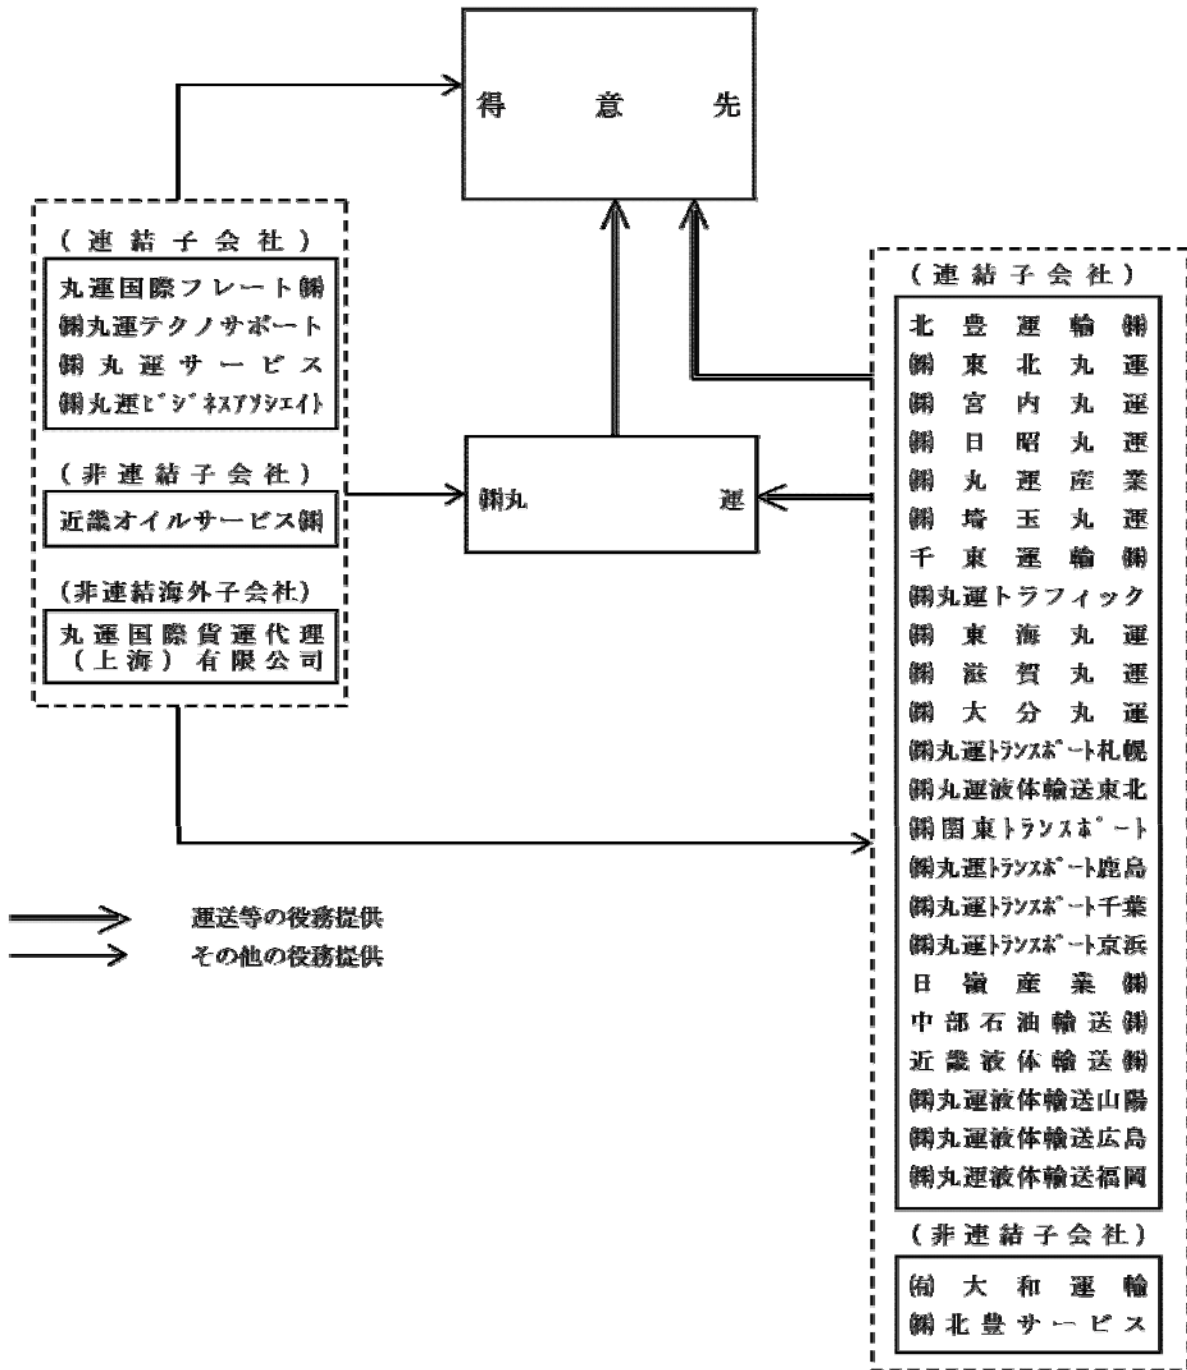 得意先
(連結子会社)
丸運国際フレート㈱
㈱丸運テクノサポート
㈱丸運サービス
㈱丸運ﾋﾞｼﾞﾈｽｱｿｼｴｲﾄ
(非連結子会社)
近畿オイルサービス㈱
(非連結海外子会社)
丸運国際貨運代理
(上海)有限公司
㈱丸運
(連結子会社)
北豊運輸㈱
㈱東北丸運
㈱宮内丸運
㈱日昭丸運
㈱丸運産業
㈱埼玉丸運
千東運輸㈱
㈱丸運トラフィック
㈱東海丸運
㈱滋賀丸運
㈱大分丸運
㈱丸運ﾄﾗﾝｽﾎﾟｰﾄ札幌
㈱丸運液体輸送東北
㈱関東ﾄﾗﾝｽﾎﾟｰﾄ
㈱丸運ﾄﾗﾝｽﾎﾟｰﾄ鹿島
㈱丸運ﾄﾗﾝｽﾎﾟｰﾄ千葉
㈱丸運ﾄﾗﾝｽﾎﾟｰﾄ京浜
日嶺産業㈱
中部石油輸送㈱
近畿液体輸送㈱
㈱丸運液体輸送山陽
㈱丸運液体輸送広島
㈱丸運液体輸送福岡
(非連結子会社)
㈲大和運輸
㈱北豊サービス
運送等の役務提供
その他の役務提供